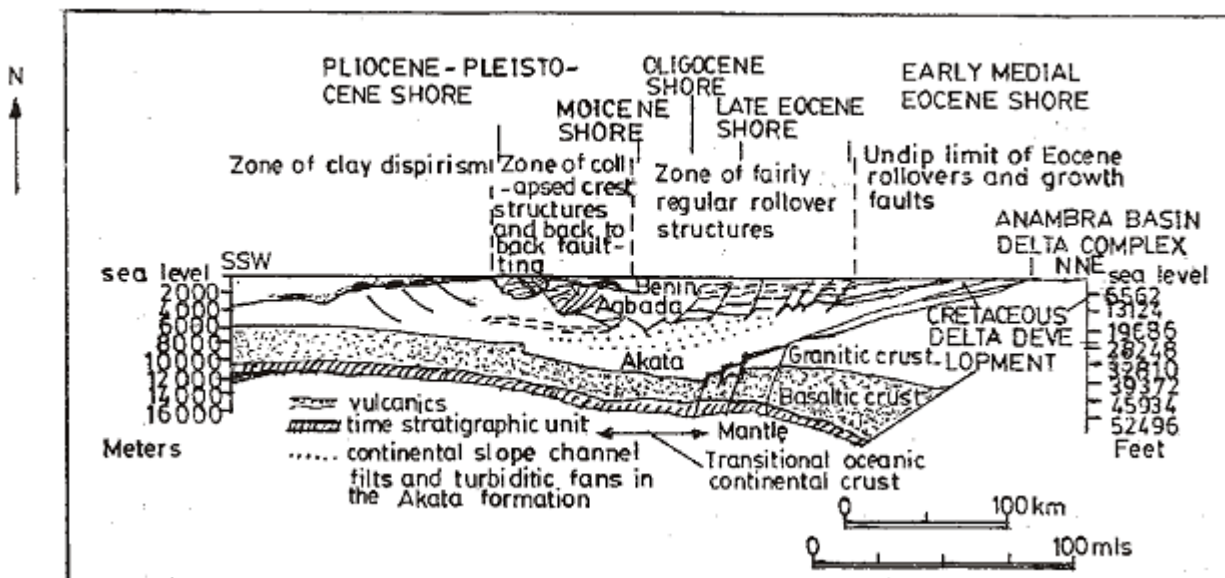 N
PLIOCENE - PLEISTO -
CENE SHORE
OLIGOCENE
SHORE
MOICENE
SHORE
LATE EOCENE
SHORE
EARLY MEDIAL
EOCENE SHORE
Zone of clay dispirism
Zone of coll
-apsed crest
structures
and back to
back fault-
ting
Zone of fairly
regular rollover
structures
Undip limit of Eocene
rollovers and growth
faults
ANAMBRA BASIN
DELTA COMPLEX
SSW
NNE
sea level
2000
4000
6000
8000
10000
12000
14000
16000
Meters
sea level
6562
13124
19686
26248
32810
39372
45934
52496
Feet
Benin
Agbada
Akata
CRETACEOUS
DELTA DEVE
LOPMENT
Granitic crust
Basaltic crust
Mantle
vulcanics
time stratigraphic unit
continental slope channel
filts and turbiditic fans in
the Akata formation
Transitional oceanic
continental crust
0 100 km
0 100 mls